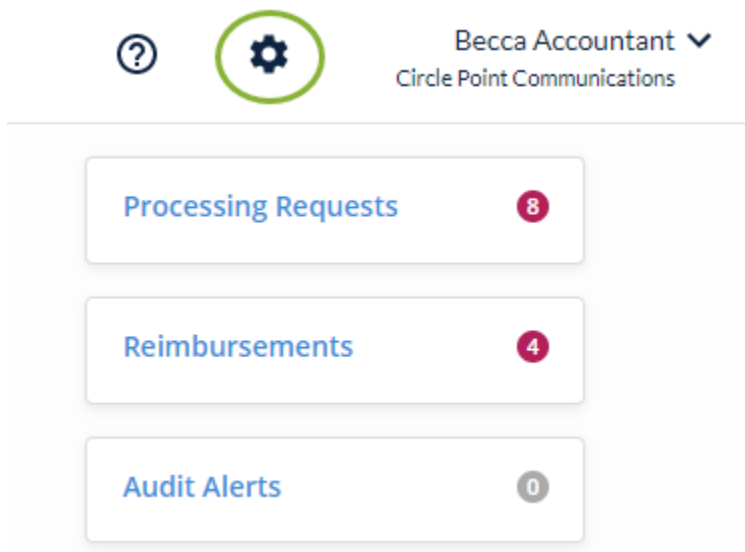 Becca Accountant
Circle Point Communications
Processing Requests 8
Reimbursements 4
Audit Alerts 0